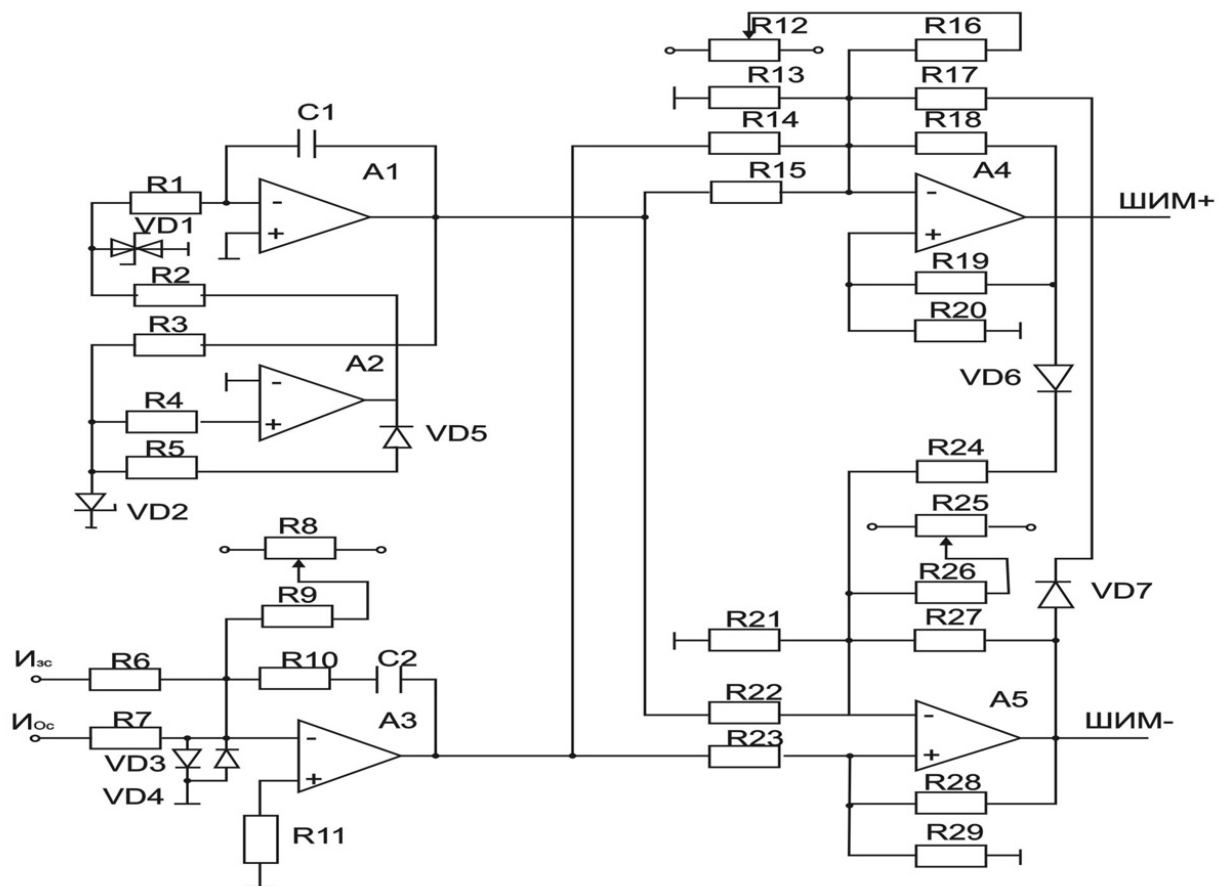 R12
R16
R13
R17
C1
R14
R18
A1
R15
A4
R1
ШИМ+
VD1
R2
R19
R3
R20
A2
VD6
R4
VD5
R5
R24
VD2
R25
R8
R26
VD7
R9
R21
R27
Изс
R6
R10
C2
R22
A5
ИОс
R7
A3
ШИМ-
R23
VD3
VD4
R28
R11
R29